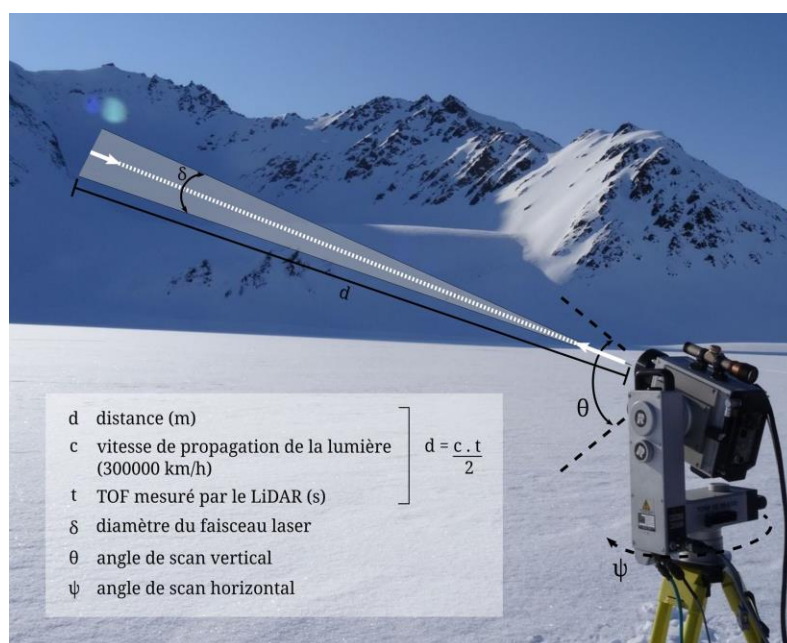 δ
d
θ
d distance (m)
c vitesse de propagation de la lumière
(300000 km/h)
t TOF mesuré par le LiDAR (s)
d = c . t
2
δ diamètre du faisceau laser
θ angle de scan vertical
ψ angle de scan horizontal
ψ